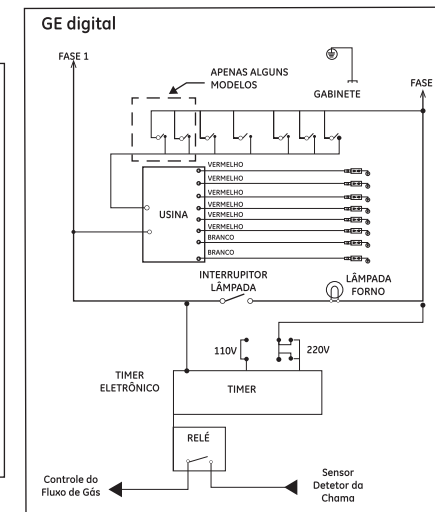 GE digital
FASE 1
APENAS ALGUNS
MODELOS
GABINETE
FASE
VERMELHO
VERMELHO
VERMELHO
VERMELHO
VERMELHO
VERMELHO
BRANCO
BRANCO
USINA
INTERRUPTOR
LÂMPADA
LÂMPADA
FORNO
110V
220V
TIMER
ELETRÔNICO
TIMER
RELÉ
Controle do
Fluxo de Gás
Sensor
Detetor da
Chama